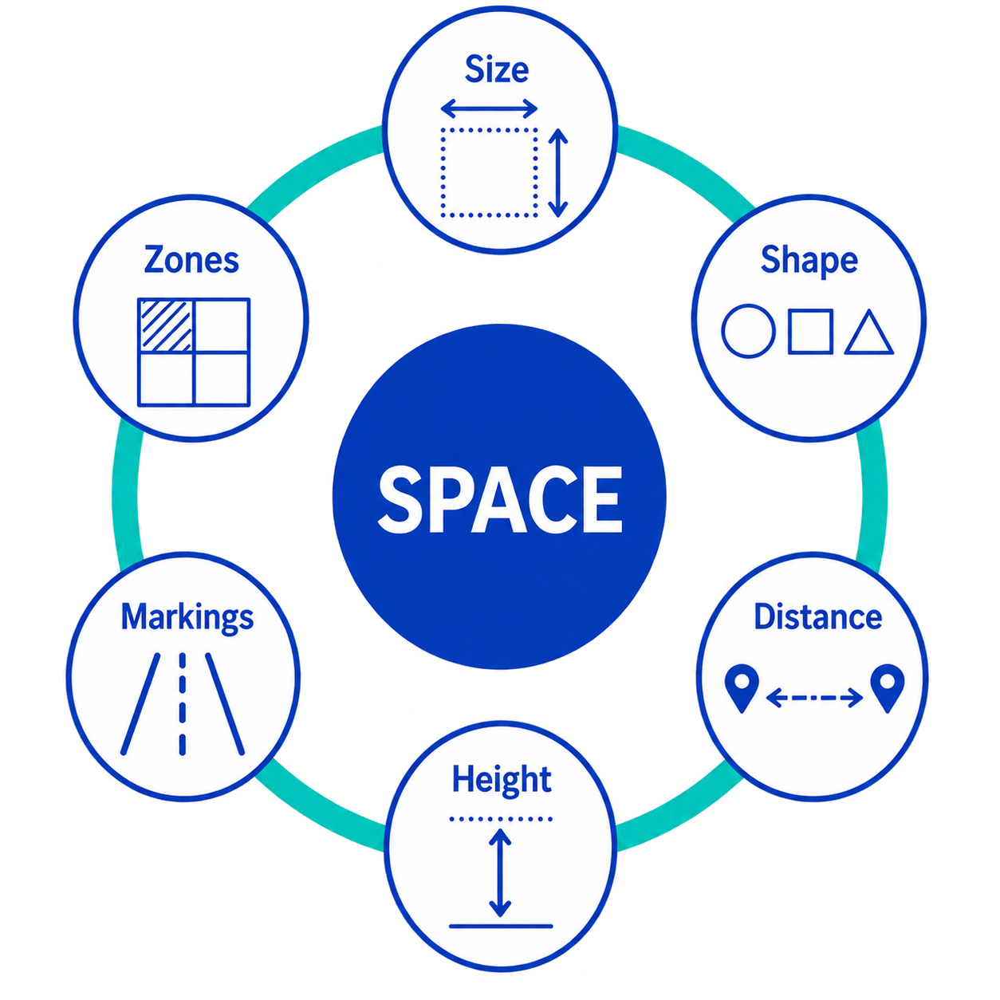 Size
Shape
Distance
Height
Markings
Zones
SPACE